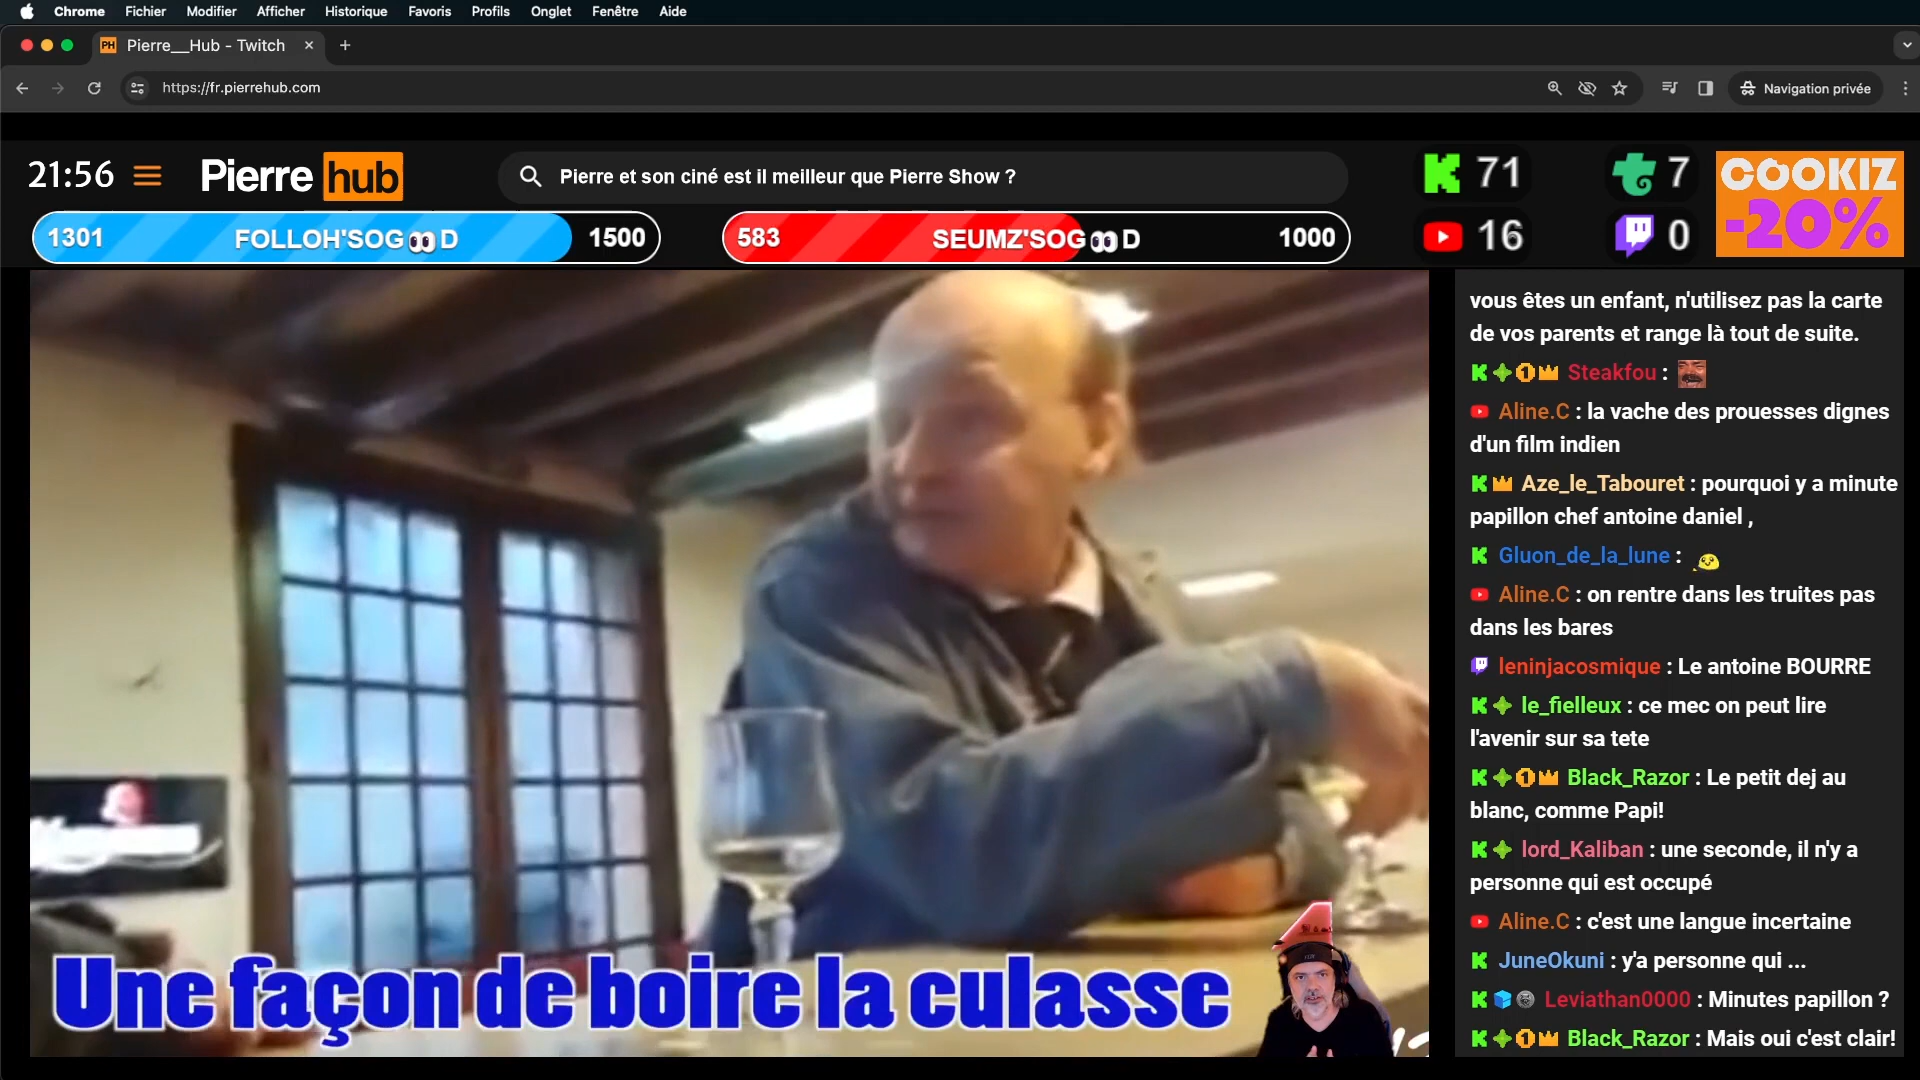 Chrome Fichier Modifier Afficher Historique Favoris Profils Onglet Fenêtre Aide
Pierre__Hub - Twitch
https://fr.pierrehub.com
Navigation privée
21:56
Pierre hub
Pierre et son ciné est il meilleur que Pierre Show ?
71
7
COOKIZ
-20%
1301 FOLLOH'SOG👀D 1500
583 SEUMZ'SOG👀D 1000
16
0
vous êtes un enfant, n'utilisez pas la carte
de vos parents et range là tout de suite.
Steakfou :
Aline.C : la vache des prouesses dignes
d'un film indien
Aze_le_Tabouret : pourquoi y a minute
papillon chef antoine daniel ,
Gluon_de_la_lune :
Aline.C : on rentre dans les truites pas
dans les bares
leninjacosmique : Le antoine BOURRE
le_fielleux : ce mec on peut lire
l'avenir sur sa tete
Black_Razor : Le petit dej au
blanc, comme Papi!
lord_Kaliban : une seconde, il n'y a
personne qui est occupé
Aline.C : c'est une langue incertaine
JuneOkuni : y'a personne qui ...
Leviathan0000 : Minutes papillon ?
Black_Razor : Mais oui c'est clair!
Une façon de boire la culasse